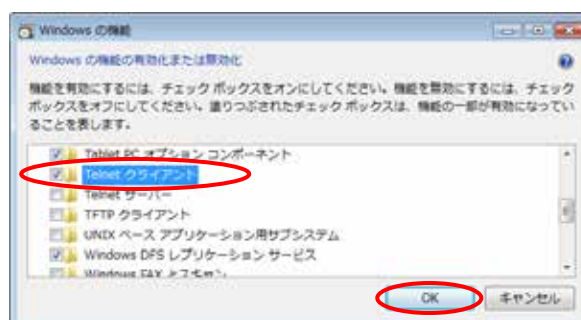 Windows の機能
Windows の機能の有効化または無効化
機能を有効にするには、チェック ボックスをオンにしてください。機能を無効にするには、チェック
ボックスをオフにしてください。塗りつぶされたチェック ボックスは、機能の一部が有効になってい
ることを表します。
Tablet PC オプション コンポーネント
Telnet クライアント
Telnet サーバー
TFTP クライアント
UNIX ベース アプリケーション用サブシステム
Windows DFS レプリケーション サービス
Windows FAX とスキャン
OK
キャンセル